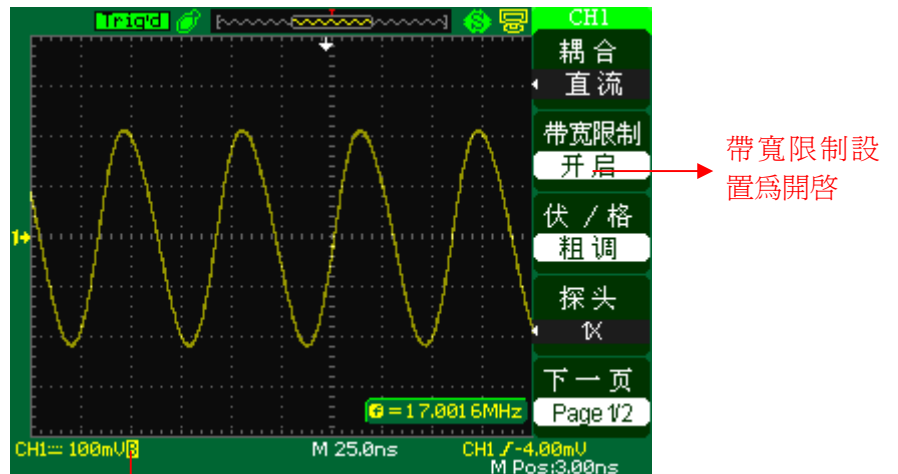 Trig'd
CH1
耦合
直流
带宽限制
开启
伏／格
粗调
探头
1X
下一页
Page 1/2
帶寬限制設
置爲開啓
1
f=17.0016MHz
CH1 100mVB
M 25.0ns
CH1 -4.00mV
M Pos:3.00ns